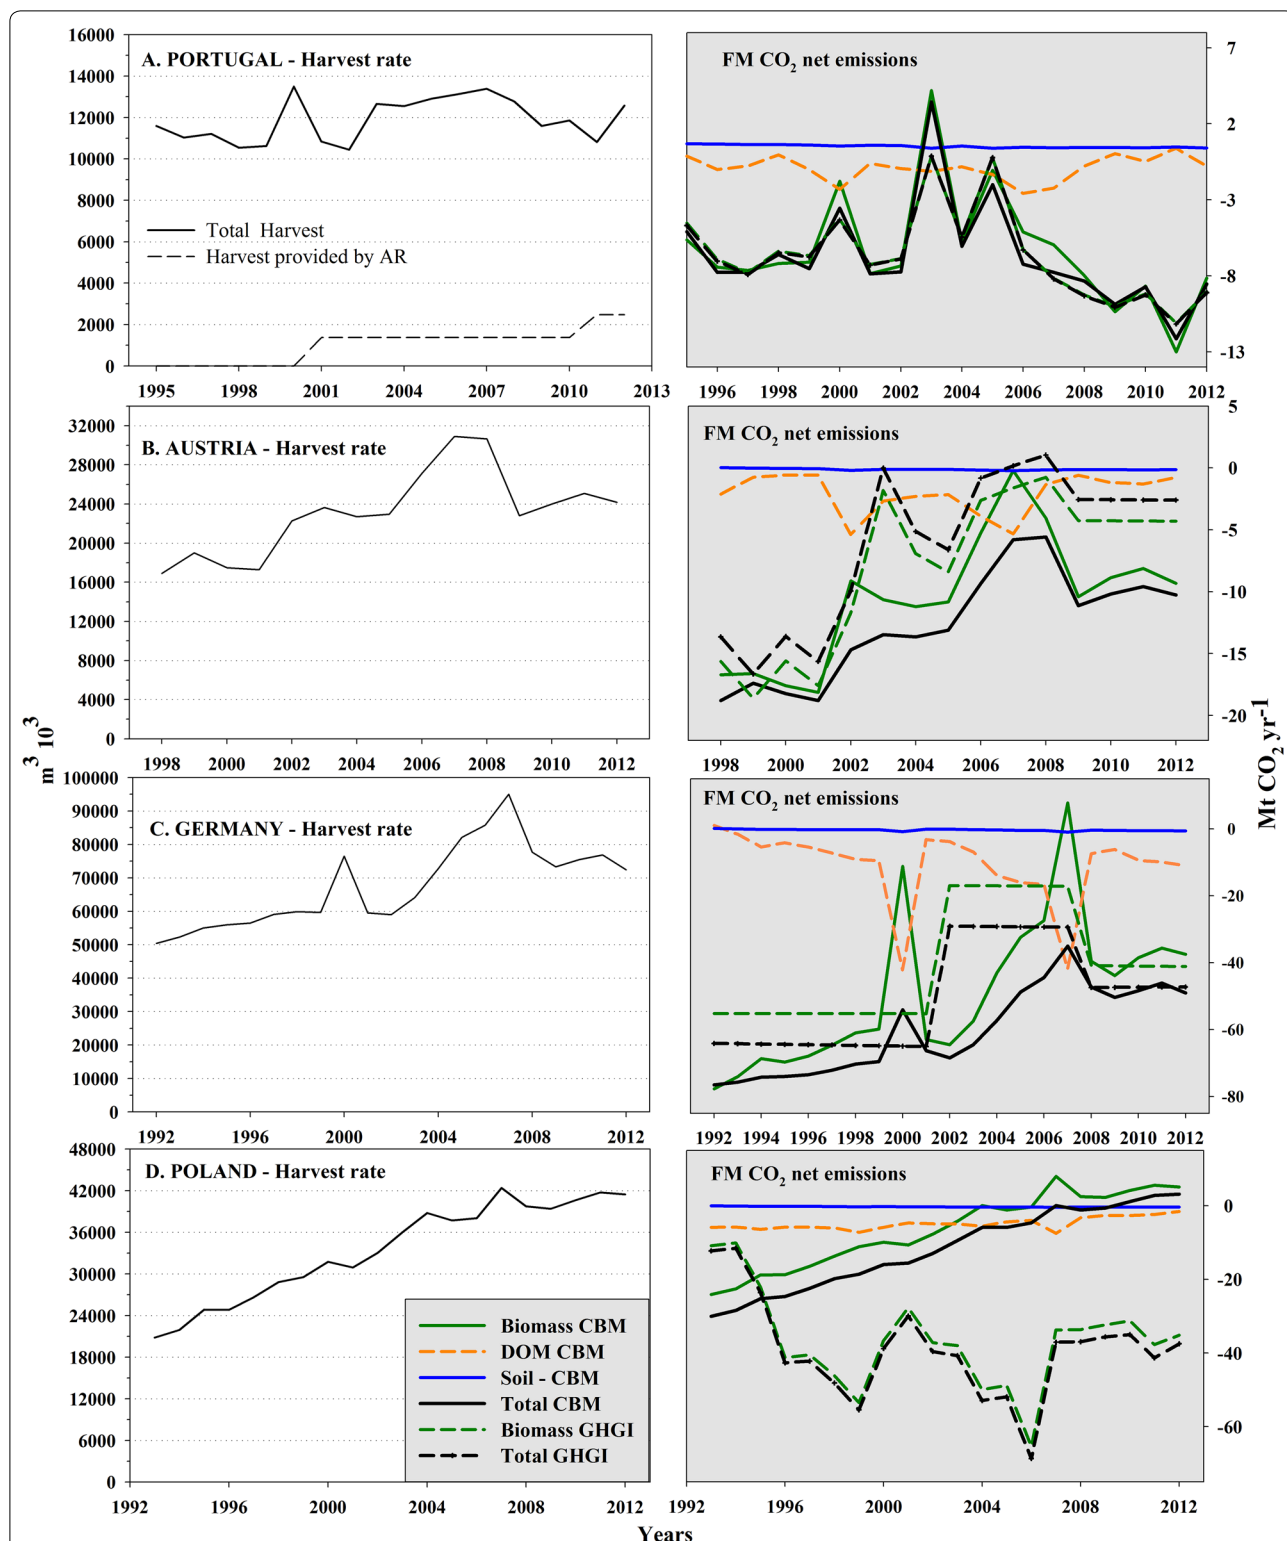 A. PORTUGAL - Harvest rate
16000
14000
12000
10000
8000
6000
4000
2000
0
Total Harvest
Harvest provided by AR
1995 1998 2001 2004 2007 2010 2013
FM CO2 net emissions
7
2
-3
-8
-13
1996 1998 2000 2002 2004 2006 2008 2010 2012
B. AUSTRIA - Harvest rate
32000
28000
24000
20000
16000
12000
8000
4000
0
1998 2000 2002 2004 2006 2008 2010 2012
FM CO2 net emissions
5
0
-5
-10
-15
-20
1998 2000 2002 2004 2006 2008 2010 2012
m3 103
Mt CO2 yr-1
C. GERMANY - Harvest rate
100000
90000
80000
70000
60000
50000
40000
30000
20000
10000
0
1992 1996 2000 2004 2008 2012
FM CO2 net emissions
0
-20
-40
-60
-80
1992 1994 1996 1998 2000 2002 2004 2006 2008 2010 2012
D. POLAND - Harvest rate
48000
42000
36000
30000
24000
18000
12000
6000
0
1992 1996 2000 2004 2008 2012
Biomass CBM
DOM CBM
Soil - CBM
Total CBM
Biomass GHGI
Total GHGI
FM CO2 net emissions
0
-20
-40
-60
1992 1996 2000 2004 2008 2012
Years